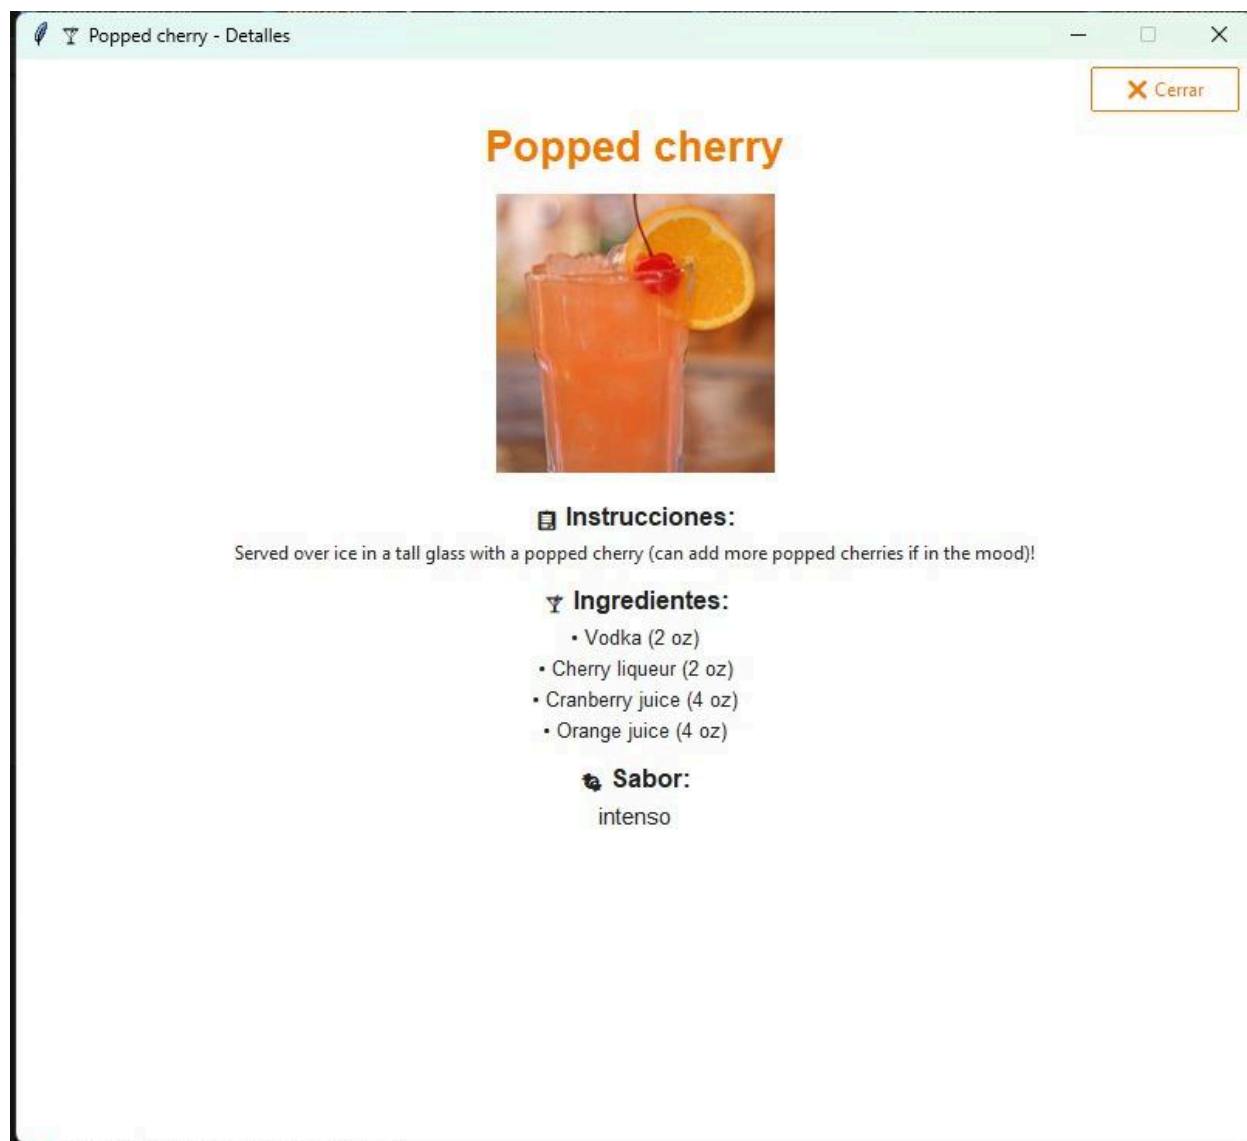 Popped cherry - Detalles
Cerrar
Popped cherry
Instrucciones:
Served over ice in a tall glass with a popped cherry (can add more popped cherries if in the mood)!
Ingredientes:
• Vodka (2 oz)
• Cherry liqueur (2 oz)
• Cranberry juice (4 oz)
• Orange juice (4 oz)
Sabor:
intenso